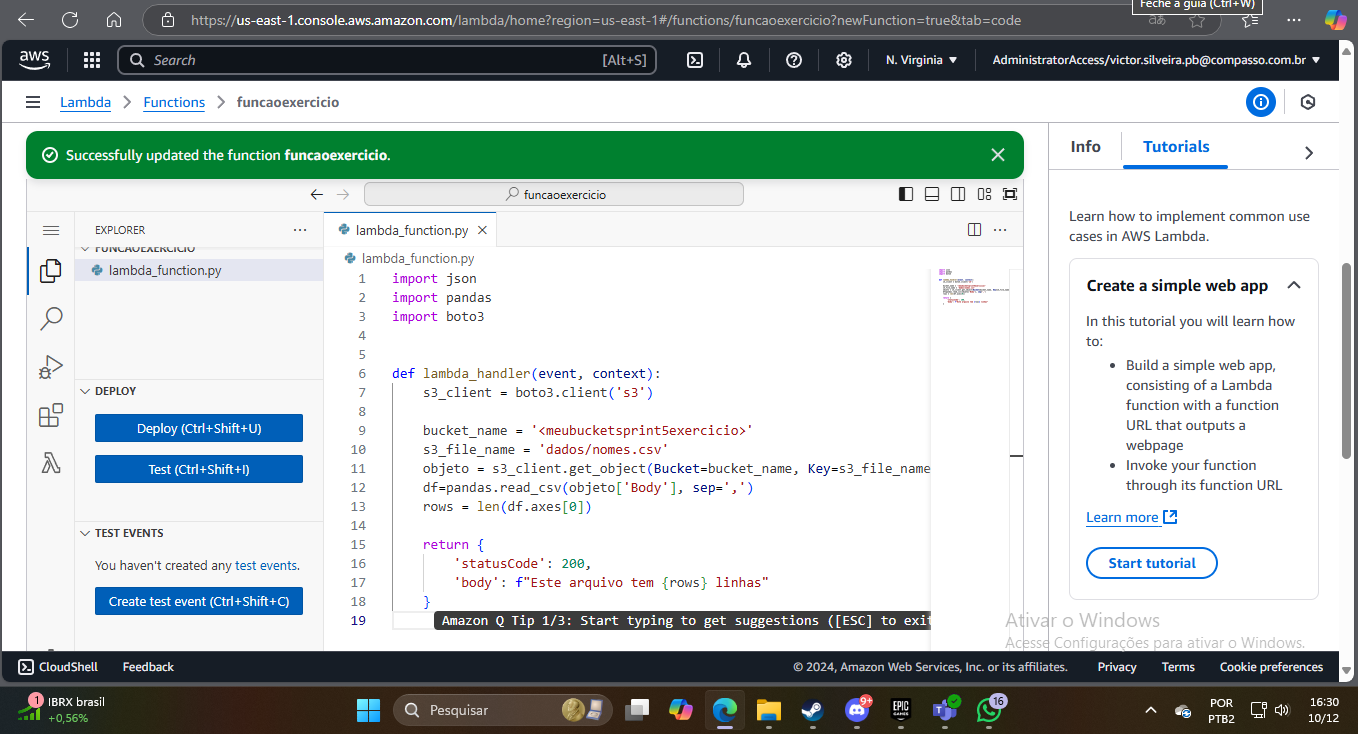 Feche a guia (Ctrl+W)
https://us-east-1.console.aws.amazon.com/lambda/home?region=us-east-1#/functions/funcaoexercicio?newFunction=true&tab=code
aws
Search
[Alt+S]
N. Virginia
AdministratorAccess/victor.silveira.pb@compasso.com.br
Lambda
Functions
funcaoexercicio
Successfully updated the function funcaoexercicio.
Info
Tutorials
funcaoexercicio
EXPLORER
FUNCAOEXERCICIO
lambda_function.py
DEPLOY
Deploy (Ctrl+Shift+U)
Test (Ctrl+Shift+I)
TEST EVENTS
You haven't created any test events.
Create test event (Ctrl+Shift+C)
lambda_function.py
lambda_function.py
1 import json
2 import pandas
3 import boto3
4
5
6 def lambda_handler(event, context):
7 s3_client = boto3.client('s3')
8
9 bucket_name = '<meubucketsprint5exercicio>'
10 s3_file_name = 'dados/nomes.csv'
11 objeto = s3_client.get_object(Bucket=bucket_name, Key=s3_file_name
12 df=pandas.read_csv(objeto['Body'], sep=',')
13 rows = len(df.axes[0])
14
15 return {
16 'statusCode': 200,
17 'body': f"Este arquivo tem {rows} linhas"
18 }
19 Amazon Q Tip 1/3: Start typing to get suggestions ([ESC] to exit
Learn how to implement common use
cases in AWS Lambda.
Create a simple web app
In this tutorial you will learn how
to:
• Build a simple web app,
consisting of a Lambda
function with a function
URL that outputs a
webpage
• Invoke your function
through its function URL
Learn more
Start tutorial
Ativar o Windows
Acesse Configurações para ativar o Windows.
CloudShell
Feedback
© 2024, Amazon Web Services, Inc. or its affiliates.
Privacy
Terms
Cookie preferences
1
IBRX brasil
+0,56%
Pesquisar
9+
EPIC
GAMES
16
POR
PTB2
16:30
10/12